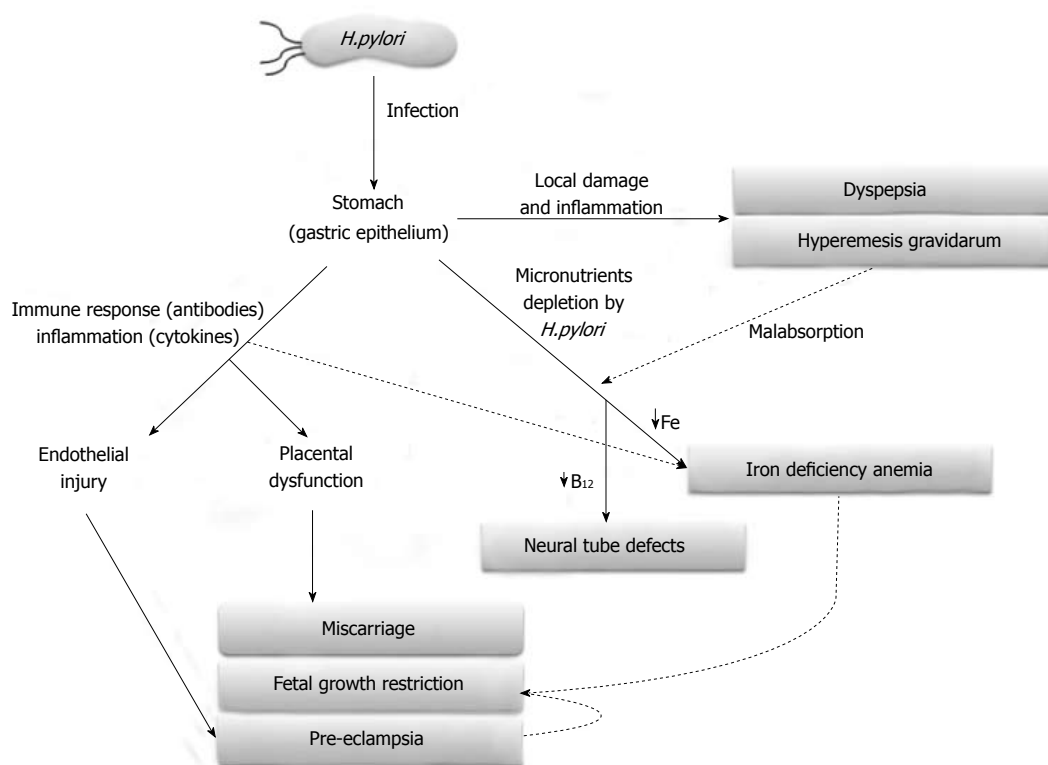 H.pylori
Infection
Stomach
(gastric epithelium)
Local damage
and inflammation
Dyspepsia
Hyperemesis gravidarum
Immune response (antibodies)
inflammation (cytokines)
Micronutrients
depletion by
H.pylori
Malabsorption
↓Fe
Endothelial
injury
Placental
dysfunction
Iron deficiency anemia
↓B₁₂
Neural tube defects
Miscarriage
Fetal growth restriction
Pre-eclampsia